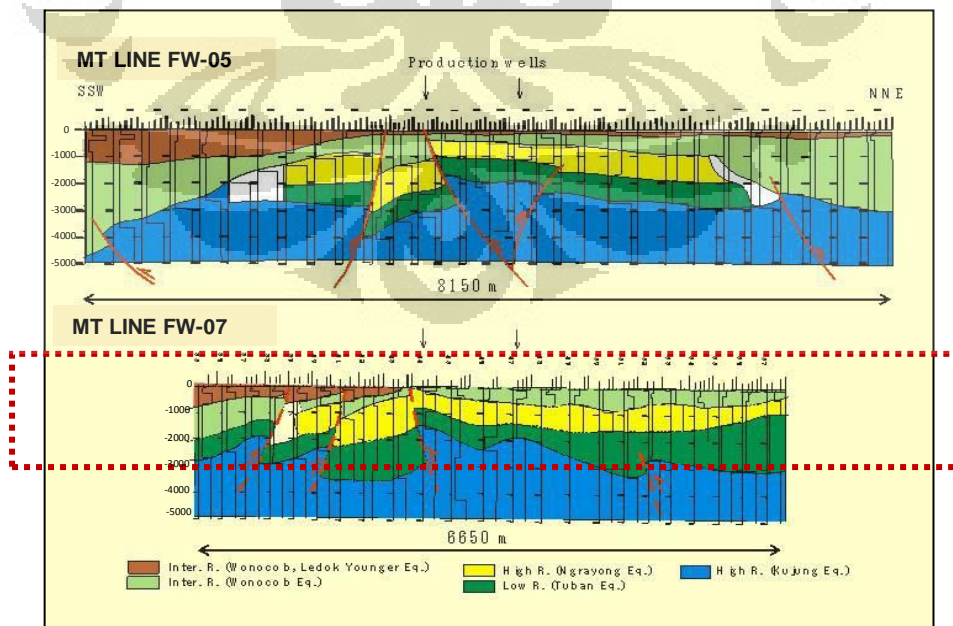 MT LINE FW-05
Production wells
SSW
NNE
0
-1000
-2000
-3000
-4000
-5000
8150 m
MT LINE FW-07
0
-1000
-2000
-3000
-4000
-5000
6650 m
Inter. R. (Wonocob, Ledok Younger Eq.)
Inter. R. (Wonocob Eq.)
High R. (Ngrayong Eq.)
Low R. (Tuban Eq.)
High R. (Kujung Eq.)